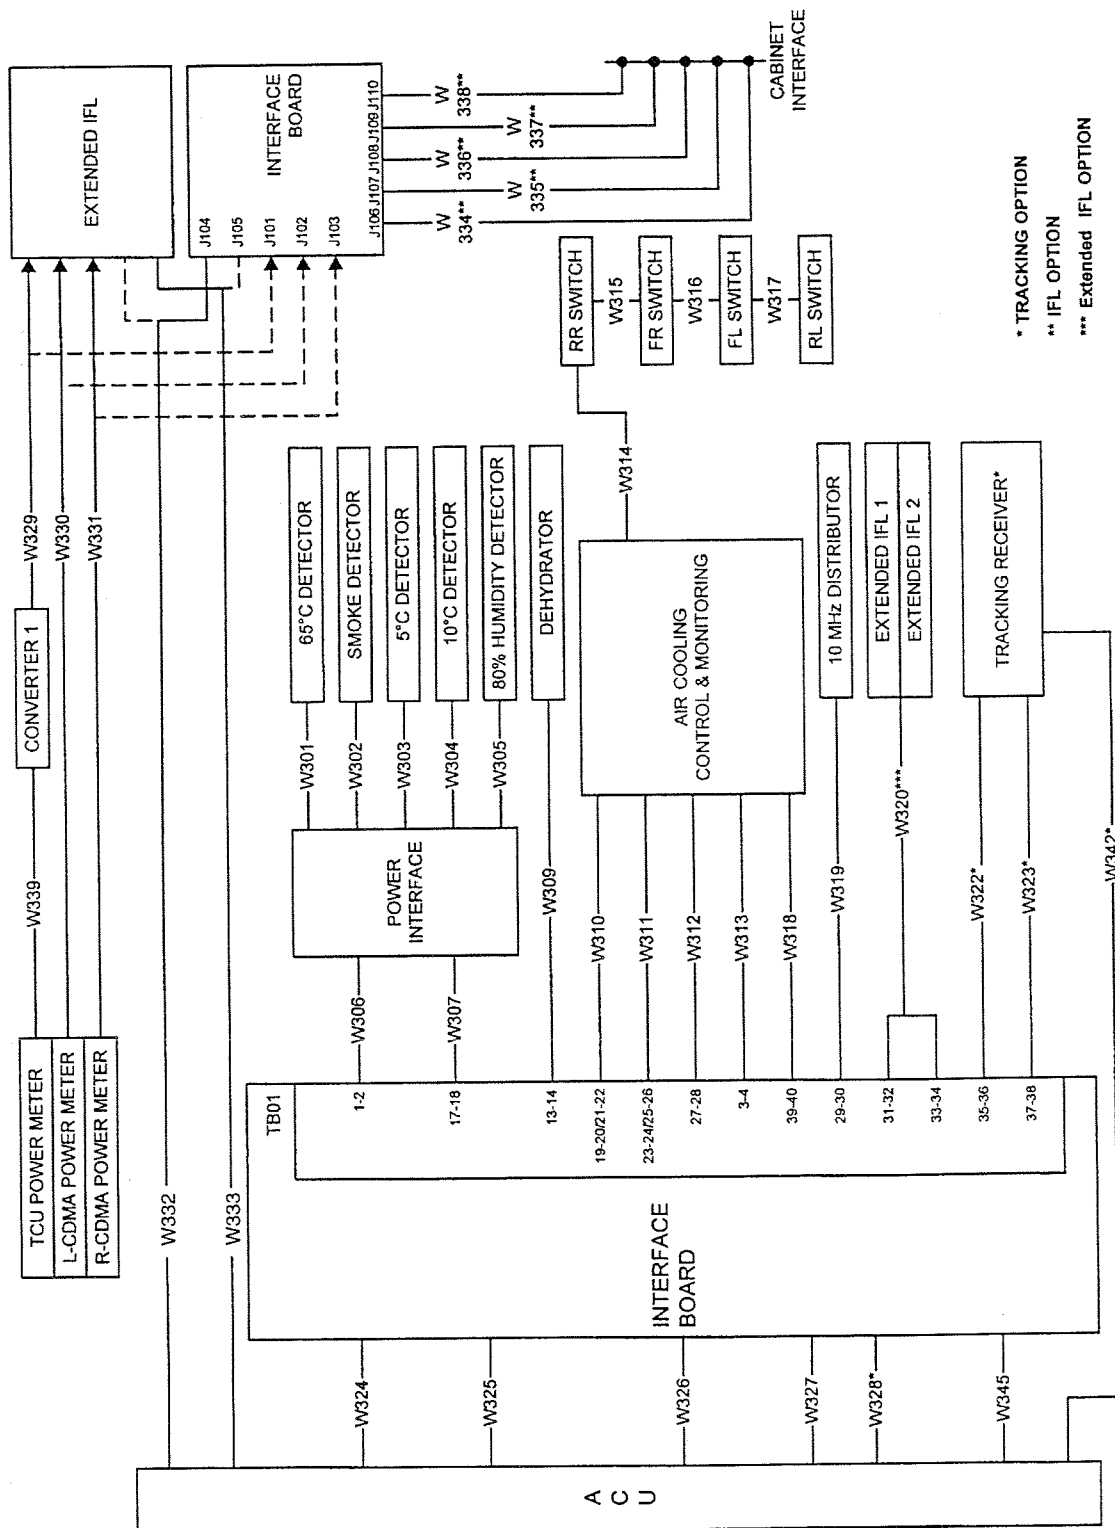 TCU POWER METER
L-CDMA POWER METER
R-CDMA POWER METER
W339
CONVERTER 1
W329
W330
W331
EXTENDED IFL
W332
W333
J104
J105
J101
J102
J103
INTERFACE
BOARD
J106
J107
J108
J109
J110
W
334**
W
335**
W
336**
W
337**
W
338**
CABINET
INTERFACE
A
C
U
W324
W325
W326
W327
W328*
W345
INTERFACE
BOARD
TB01
1-2
17-18
13-14
19-20/21-22
23-24/25-26
27-28
3-4
39-40
29-30
31-32
33-34
35-36
37-38
W306
W307
POWER
INTERFACE
W301
W302
W303
W304
W305
65°C DETECTOR
SMOKE DETECTOR
5°C DETECTOR
10°C DETECTOR
80% HUMIDITY DETECTOR
W309
DEHYDRATOR
W310
W311
W312
W313
W318
AIR COOLING
CONTROL & MONITORING
W314
RR SWITCH
W315
FR SWITCH
W316
FL SWITCH
W317
RL SWITCH
W319
10 MHz DISTRIBUTOR
W320***
EXTENDED IFL 1
EXTENDED IFL 2
W322*
W323*
TRACKING RECEIVER*
W342*
* TRACKING OPTION
** IFL OPTION
*** Extended IFL OPTION